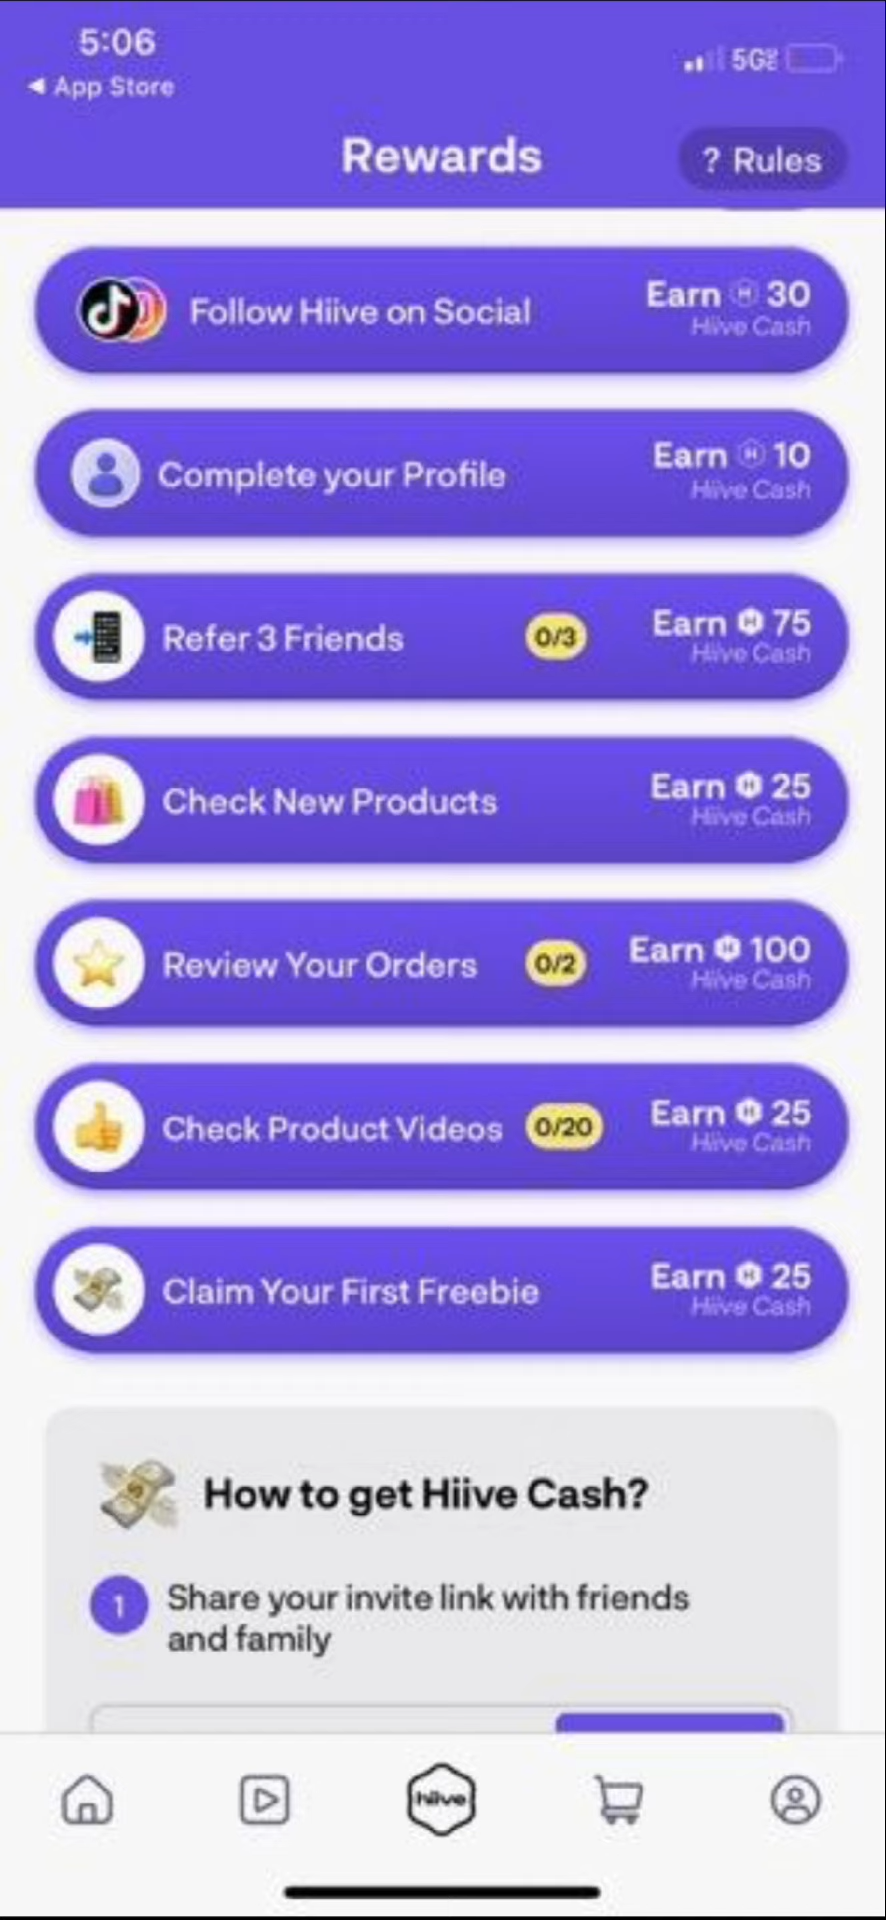 5:06
◀ App Store
5G
Rewards
? Rules
Follow Hiive on Social
Earn 30
Hiive Cash
Complete your Profile
Earn 10
Hiive Cash
Refer 3 Friends
0/3
Earn 75
Hiive Cash
Check New Products
Earn 25
Hiive Cash
Review Your Orders
0/2
Earn 100
Hiive Cash
Check Product Videos
0/20
Earn 25
Hiive Cash
Claim Your First Freebie
Earn 25
Hiive Cash
How to get Hiive Cash?
1
Share your invite link with friends
and family
hiive